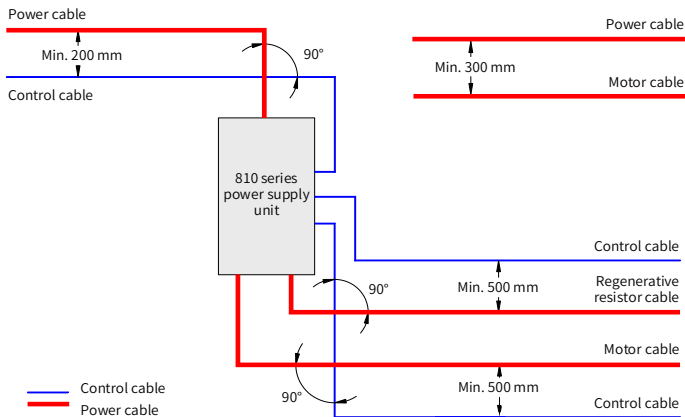 Power cable
Min. 200 mm
Control cable
90°
Power cable
Min. 300 mm
Motor cable
810 series
power supply
unit
Control cable
Min. 500 mm
Regenerative
resistor cable
90°
Motor cable
Min. 500 mm
90°
Control cable
Control cable
Power cable